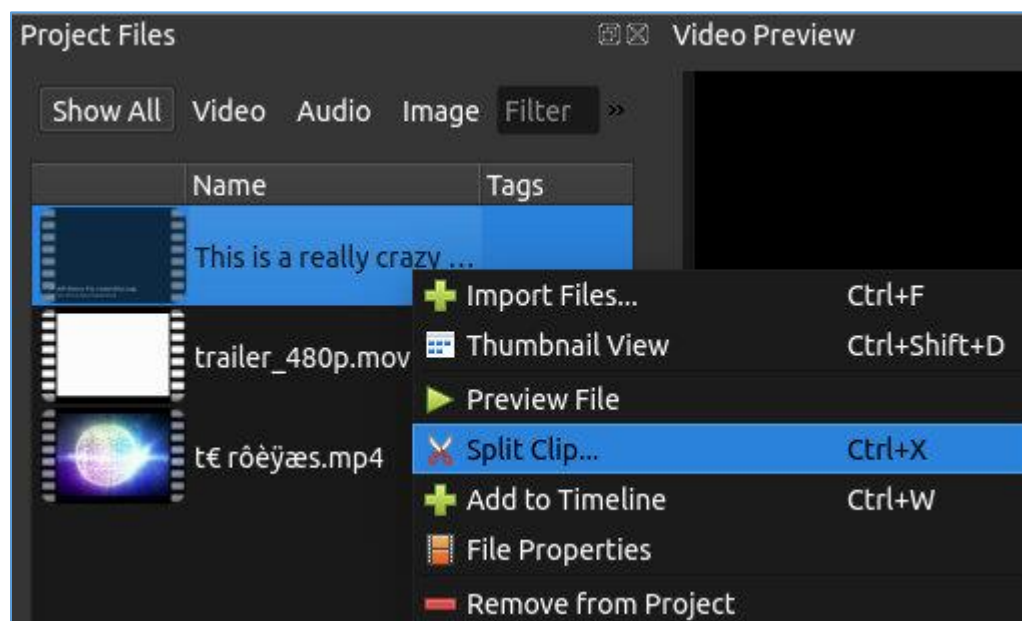 Project Files
Video Preview
Show All Video Audio Image Filter »
Name Tags
This is a really crazy ...
Import Files... Ctrl+F
Thumbnail View Ctrl+Shift+D
trailer_480p.mov
Preview File
Split Clip... Ctrl+X
t€ rôèÿæs.mp4
Add to Timeline Ctrl+W
File Properties
Remove from Project